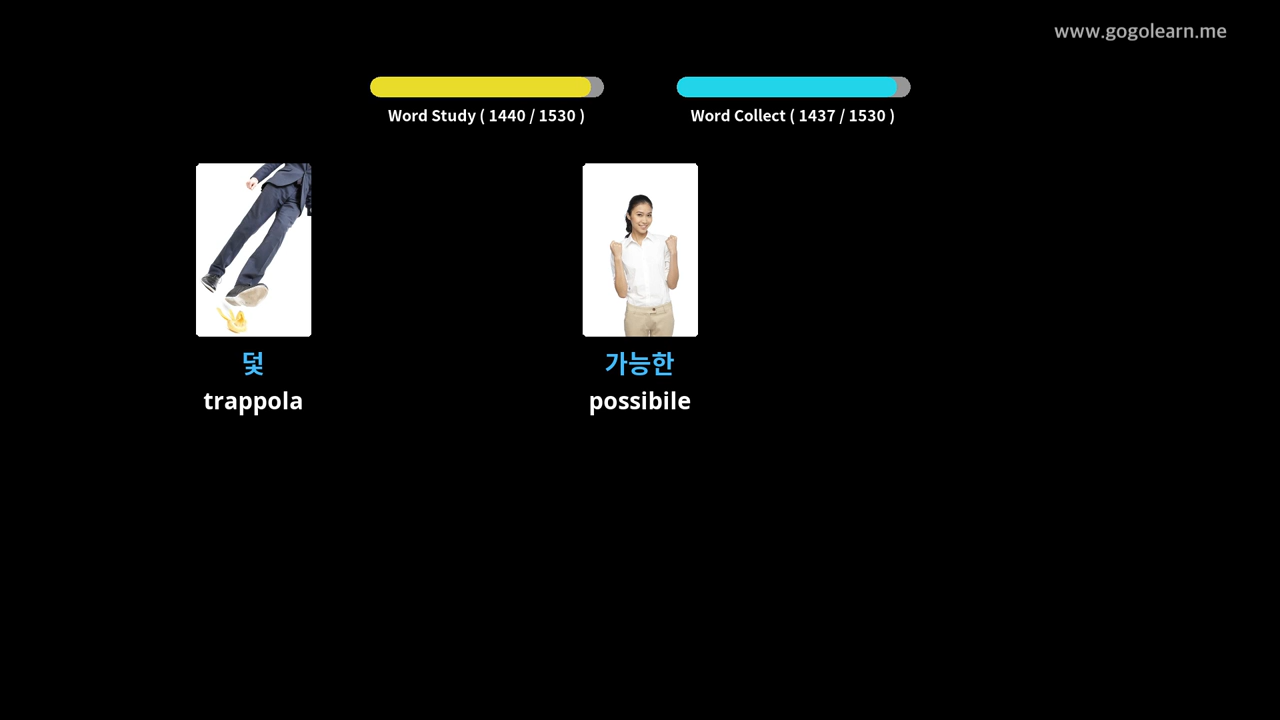 www.gogolearn.me
Word Study ( 1440 / 1530 )
Word Collect ( 1437 / 1530 )
덫
trappola
가능한
possibile